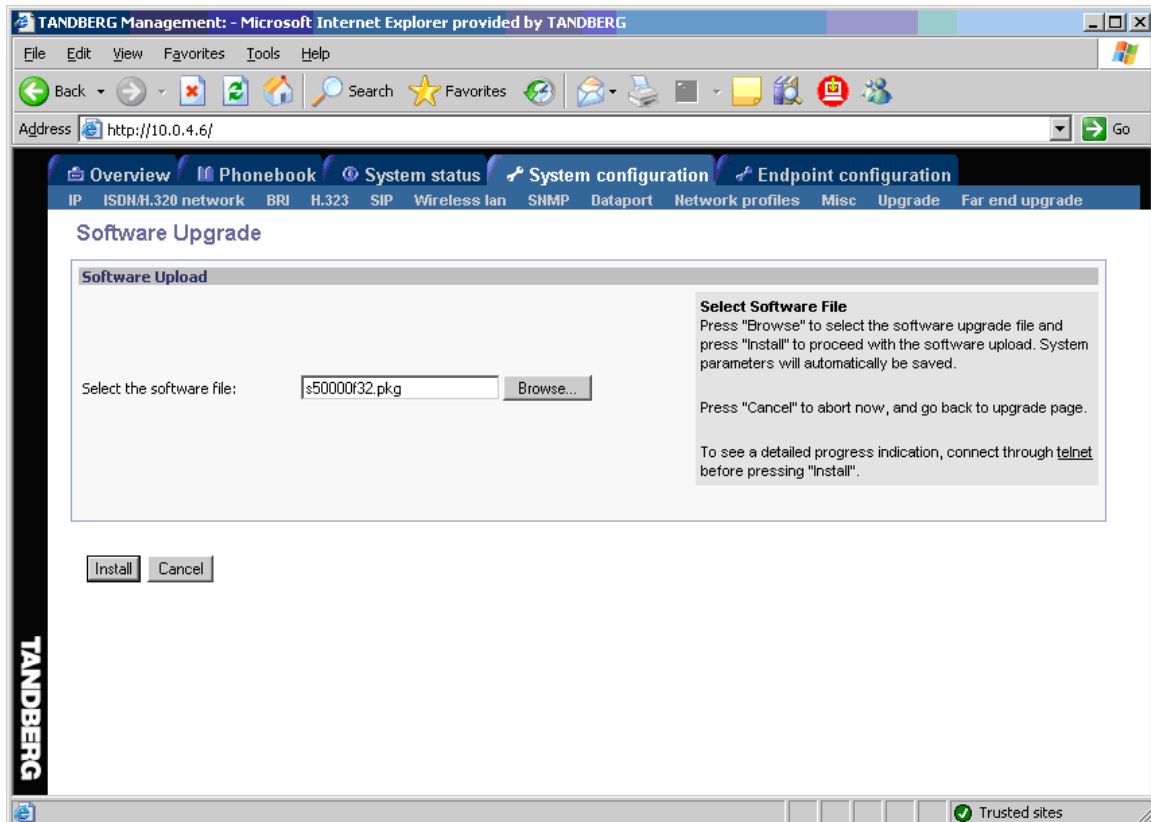 TANDBERG Management: - Microsoft Internet Explorer provided by TANDBERG
File Edit View Favorites Tools Help
Back Search Favorites
Address http://10.0.4.6/ Go
Overview Phonebook System status System configuration Endpoint configuration
IP ISDN/H.320 network BRI H.323 SIP Wireless lan SNMP Dataport Network profiles Misc Upgrade Far end upgrade
Software Upgrade
Software Upload
Select the software file: s50000f32.pkg Browse...
Select Software File
Press "Browse" to select the software upgrade file and
press "Install" to proceed with the software upload. System
parameters will automatically be saved.
Press "Cancel" to abort now, and go back to upgrade page.
To see a detailed progress indication, connect through telnet
before pressing "Install".
Install Cancel
TANDBERG
Trusted sites